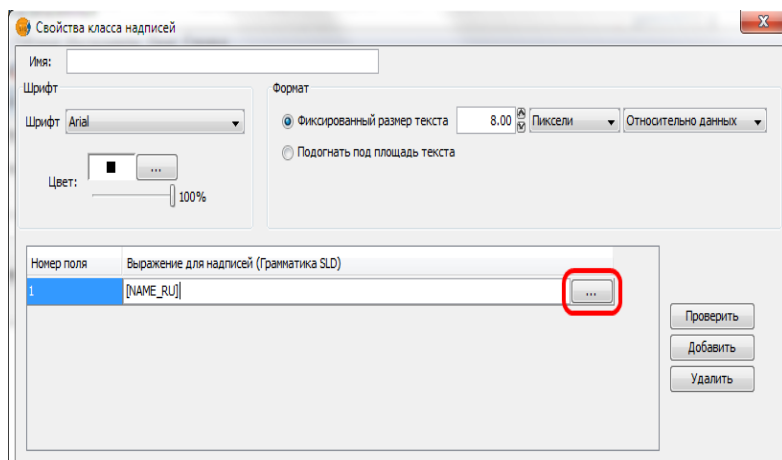 Свойства класса надписей
X
Имя:
Шрифт
Формат
Шрифт Arial
Фиксированный размер текста 8.00 Пиксели Относительно данных
Подогнать под площадь текста
Цвет: ...
100%
Номер поля Выражение для надписей (Грамматика SLD)
1 [NAME_RU] ...
Проверить
Добавить
Удалить